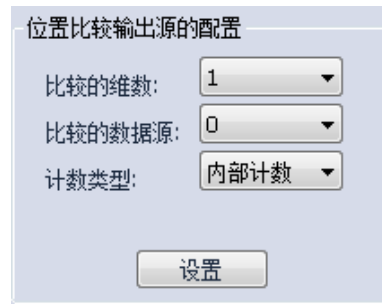 位置比较输出源的配置
比较的维数: 1
比较的数据源: 0
计数类型: 内部计数
设置